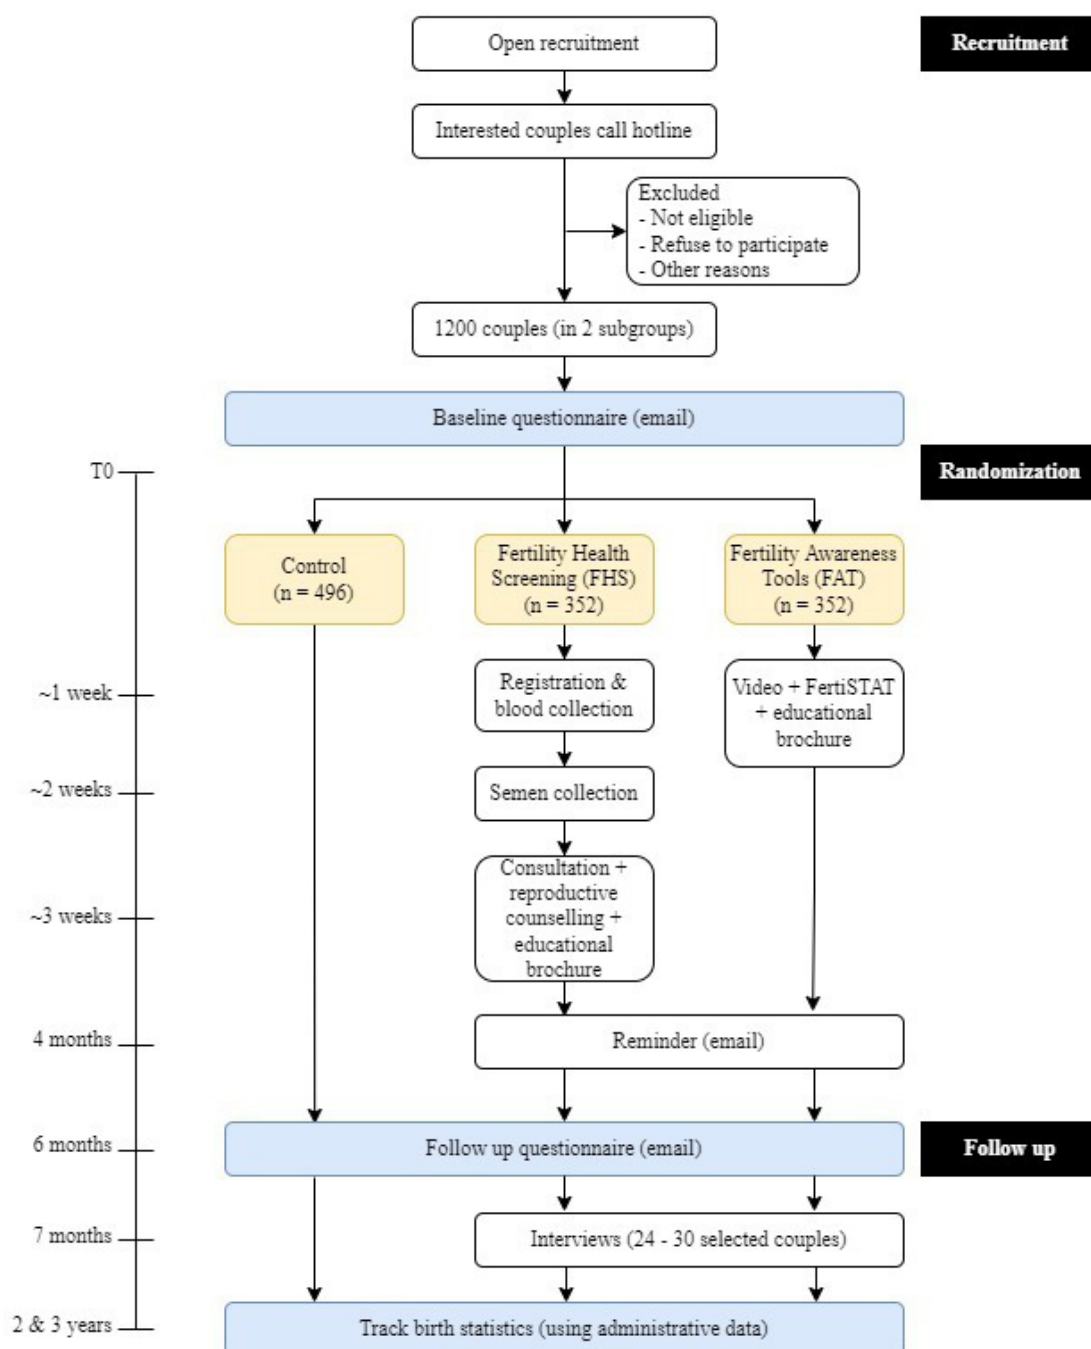 Open recruitment
Recruitment
Interested couples call hotline
Excluded
- Not eligible
- Refuse to participate
- Other reasons
1200 couples (in 2 subgroups)
Baseline questionnaire (email)
T0
Randomization
Control
(n = 496)
Fertility Health
Screening (FHS)
(n = 352)
Fertility Awareness
Tools (FAT)
(n = 352)
~1 week
Registration &
blood collection
Video + FertiSTAT
+ educational
brochure
~2 weeks
Semen collection
~3 weeks
Consultation +
reproductive
counselling +
educational
brochure
4 months
Reminder (email)
6 months
Follow up questionnaire (email)
Follow up
7 months
Interviews (24 - 30 selected couples)
2 & 3 years
Track birth statistics (using administrative data)